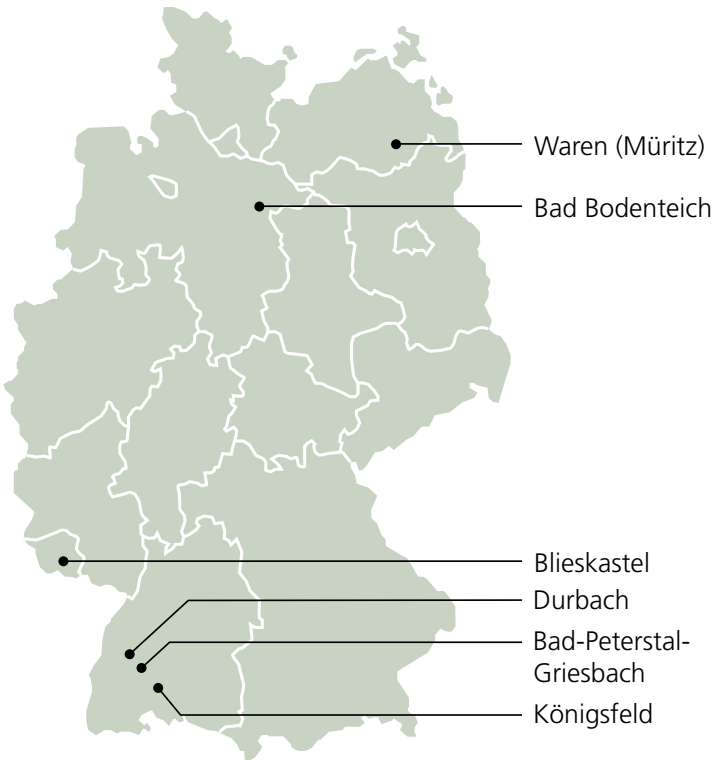 Waren (Müritz)
Bad Bodenteich
Blieskastel
Durbach
Bad-Peterstal-
Griesbach
Königsfeld